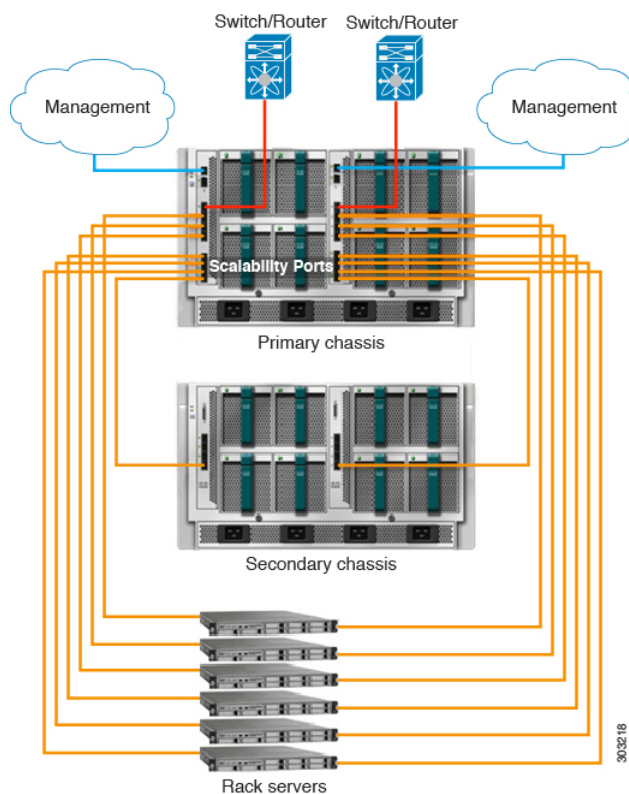 Switch/Router
Switch/Router
Management
Management
Scalability Ports
Primary chassis
Secondary chassis
Rack servers
303218